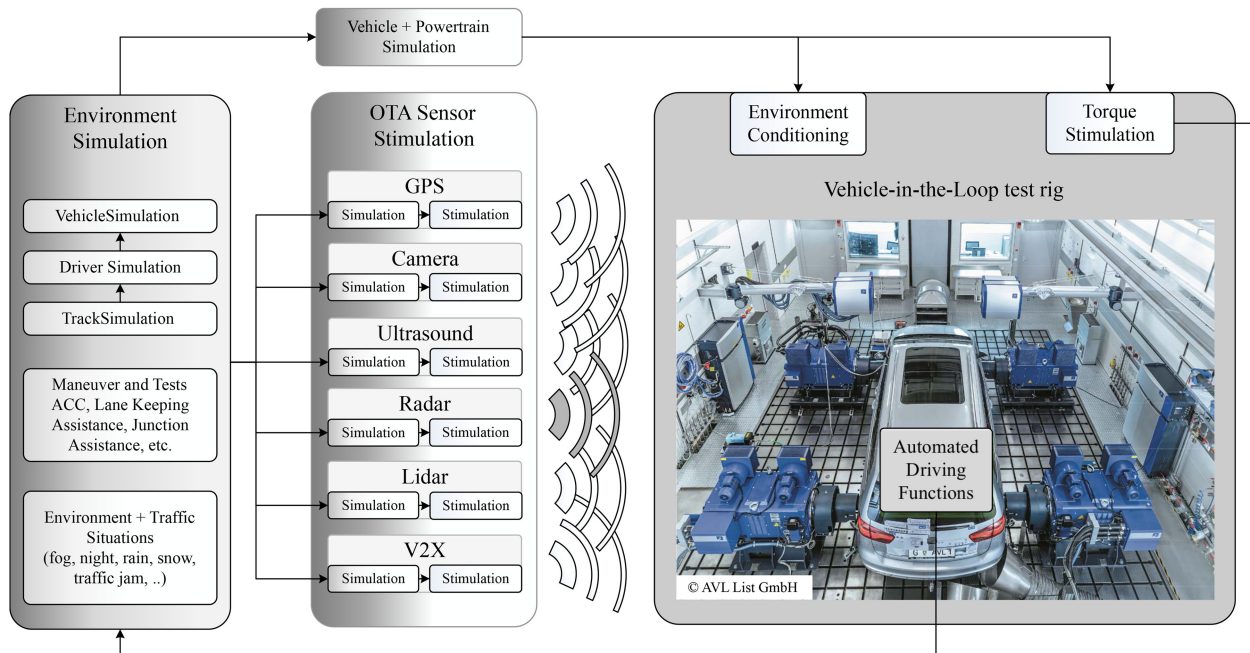 Vehicle + Powertrain
Simulation
Environment
Simulation
VehicleSimulation
Driver Simulation
TrackSimulation
Maneuver and Tests
ACC, Lane Keeping
Assistance, Junction
Assistance, etc.
Environment + Traffic
Situations
(fog, night, rain, snow,
traffic jam, ..)
OTA Sensor
Stimulation
GPS
Simulation Stimulation
Camera
Simulation Stimulation
Ultrasound
Simulation Stimulation
Radar
Simulation Stimulation
Lidar
Simulation Stimulation
V2X
Simulation Stimulation
Environment
Conditioning
Torque
Stimulation
Vehicle-in-the-Loop test rig
Automated
Driving
Functions
© AVL List GmbH